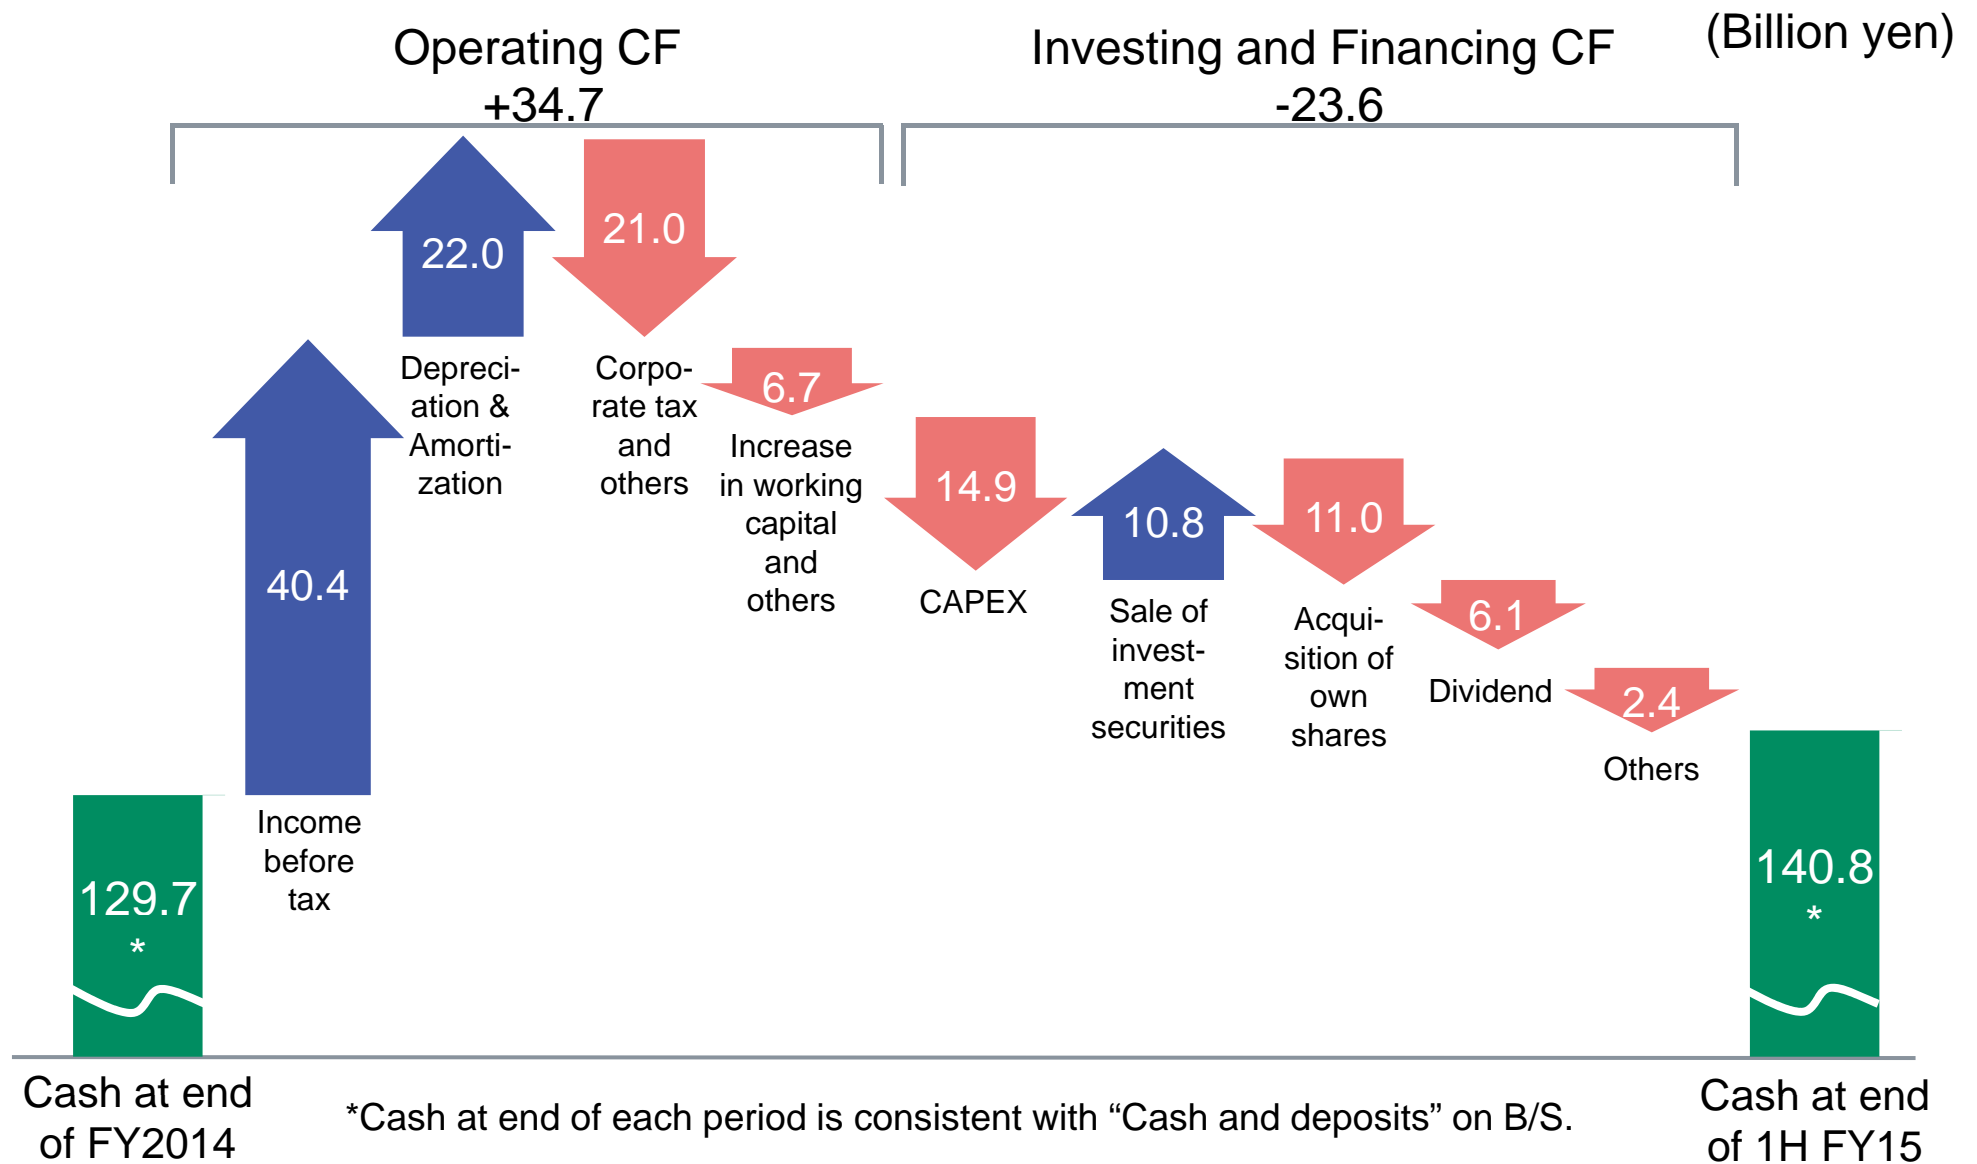 (Billion yen)
Operating CF
+34.7
Investing and Financing CF
-23.6
129.7
*
Cash at end
of FY2014
40.4
Income
before
tax
22.0
Depreci-
ation &
Amorti-
zation
21.0
Corpo-
rate tax
and
others
6.7
Increase
in working
capital
and
others
14.9
CAPEX
10.8
Sale of
invest-
ment
securities
11.0
Acqui-
sition of
own
shares
6.1
Dividend
2.4
Others
140.8
*
Cash at end
of 1H FY15
*Cash at end of each period is consistent with “Cash and deposits” on B/S.